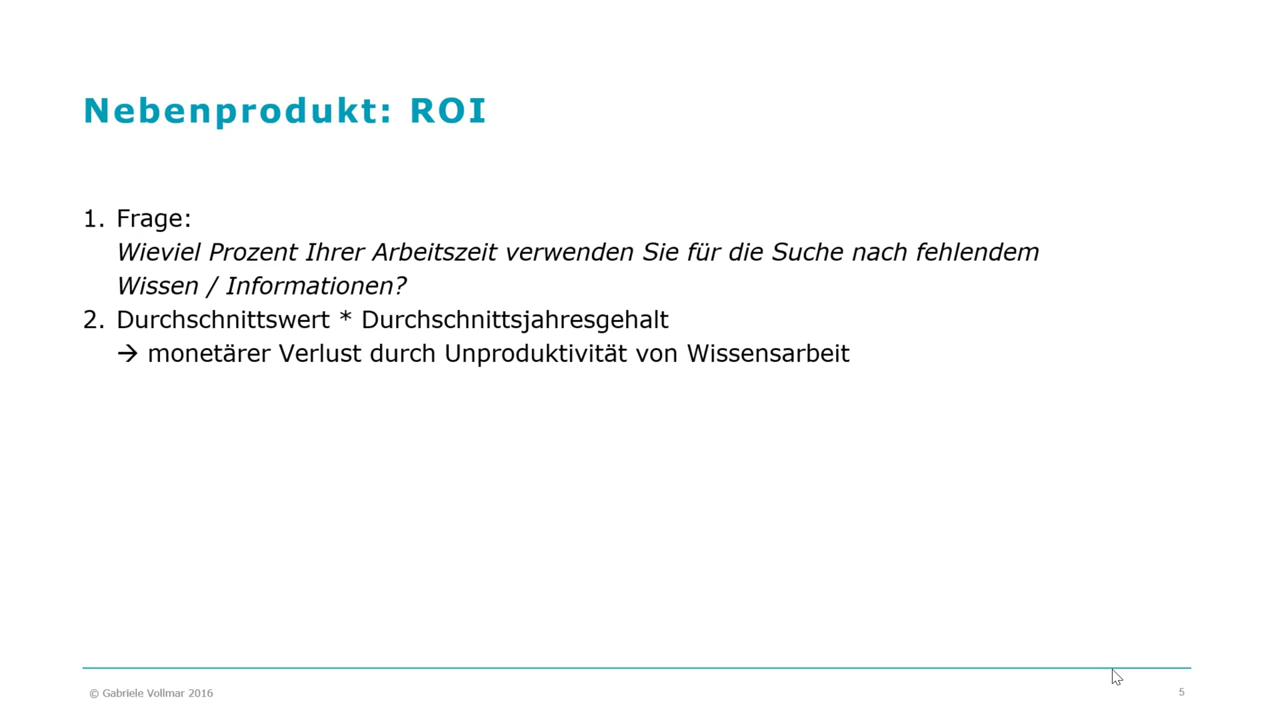 Nebenprodukt: ROI
1. Frage:
Wieviel Prozent Ihrer Arbeitszeit verwenden Sie für die Suche nach fehlendem
Wissen / Informationen?
2. Durchschnittswert * Durchschnittsjahresgehalt
→ monetärer Verlust durch Unproduktivität von Wissensarbeit
© Gabriele Vollmar 2016
5